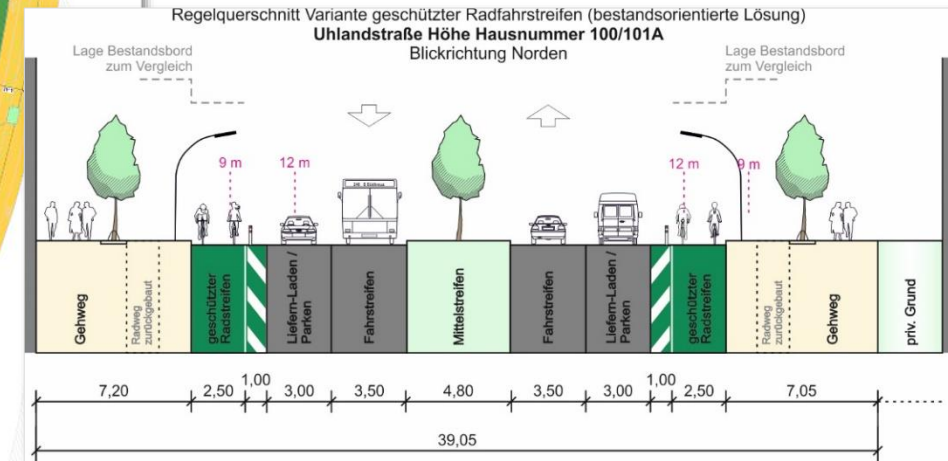 Regelquerschnitt Variante geschützter Radfahrstreifen (bestandsorientierte Lösung)
Uhlandstraße Höhe Hausnummer 100/101A
Blickrichtung Norden
Lage Bestandsbord
zum Vergleich
Lage Bestandsbord
zum Vergleich
9 m
12 m
12 m
9 m
Gehweg
Radweg
zurückgebaut
geschützter
Radstreifen
Liefern-Laden /
Parken
Fahrstreifen
Mittelstreifen
Fahrstreifen
Liefern-Laden /
Parken
geschützter
Radstreifen
Radweg
zurückgebaut
Gehweg
priv. Grund
7,20 2,50 1,00 3,00 3,50 4,80 3,50 3,00 1,00 2,50 7,05
39,05